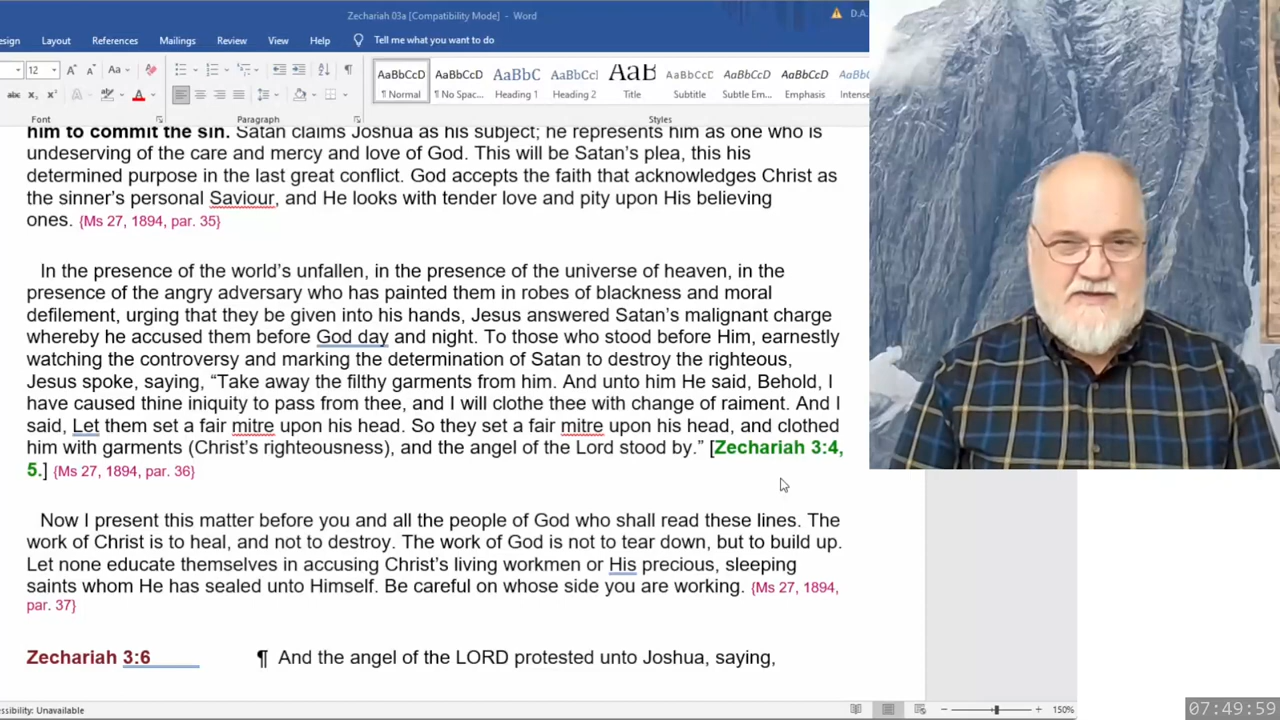 Zechariah 03a [Compatibility Mode] - Word
D.A.
esign Layout References Mailings Review View Help Tell me what you want to do
12 Aa
AaBbCcD AaBbCcD AaBbC AaBbCcl AaB AaBbCcD AaBbCcD AaBbCcD AaBb
¶ Normal ¶ No Spac... Heading 1 Heading 2 Title Subtitle Subtle Em... Emphasis Intense
Font Paragraph Styles
him to commit the sin. Satan claims Joshua as his subject; he represents him as one who is
undeserving of the care and mercy and love of God. This will be Satan’s plea, this his
determined purpose in the last great conflict. God accepts the faith that acknowledges Christ as
the sinner’s personal Saviour, and He looks with tender love and pity upon His believing
ones. {Ms 27, 1894, par. 35}
In the presence of the world’s unfallen, in the presence of the universe of heaven, in the
presence of the angry adversary who has painted them in robes of blackness and moral
defilement, urging that they be given into his hands, Jesus answered Satan’s malignant charge
whereby he accused them before God day and night. To those who stood before Him, earnestly
watching the controversy and marking the determination of Satan to destroy the righteous,
Jesus spoke, saying, “Take away the filthy garments from him. And unto him He said, Behold, I
have caused thine iniquity to pass from thee, and I will clothe thee with change of raiment. And I
said, Let them set a fair mitre upon his head. So they set a fair mitre upon his head, and clothed
him with garments (Christ’s righteousness), and the angel of the Lord stood by.” [Zechariah 3:4,
5.] {Ms 27, 1894, par. 36}
Now I present this matter before you and all the people of God who shall read these lines. The
work of Christ is to heal, and not to destroy. The work of God is not to tear down, but to build up.
Let none educate themselves in accusing Christ’s living workmen or His precious, sleeping
saints whom He has sealed unto Himself. Be careful on whose side you are working. {Ms 27, 1894,
par. 37}
Zechariah 3:6 ¶ And the angel of the LORD protested unto Joshua, saying,
ssibility: Unavailable
150%
07:49:59